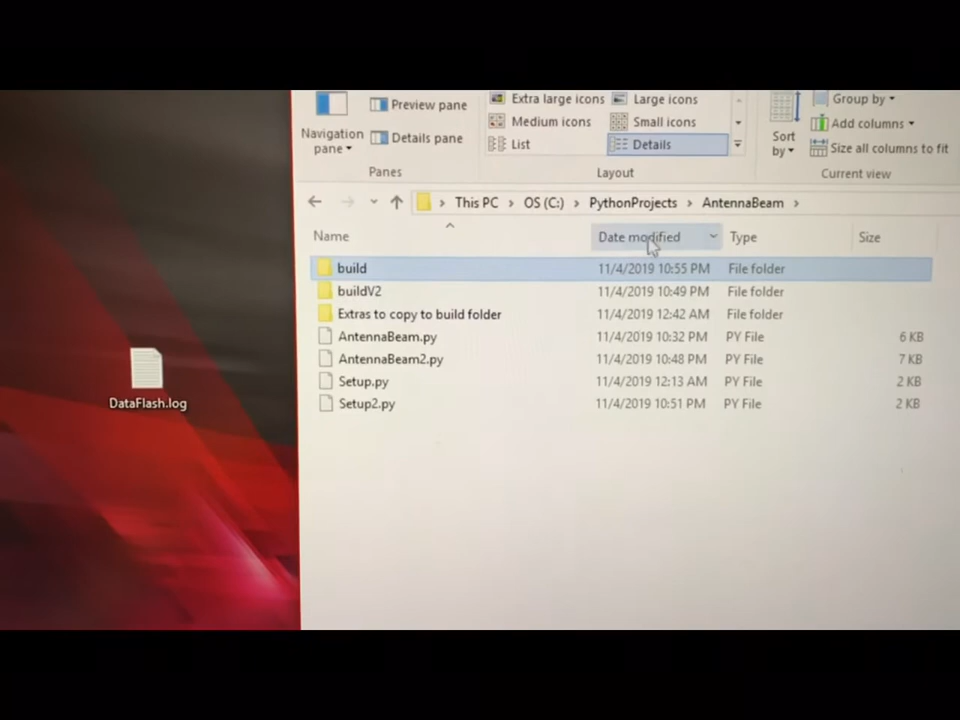 Preview pane
Details pane
Navigation
pane
Panes
Extra large icons
Large icons
Medium icons
Small icons
List
Details
Layout
Sort
by
Group by
Add columns
Size all columns to fit
Current view
This PC > OS (C:) > PythonProjects > AntennaBeam >
Name Date modified Type Size
build 11/4/2019 10:55 PM File folder
buildV2 11/4/2019 10:49 PM File folder
Extras to copy to build folder 11/4/2019 12:42 AM File folder
AntennaBeam.py 11/4/2019 10:32 PM PY File 6 KB
AntennaBeam2.py 11/4/2019 10:48 PM PY File 7 KB
Setup.py 11/4/2019 12:13 AM PY File 2 KB
Setup2.py 11/4/2019 10:51 PM PY File 2 KB
DataFlash.log